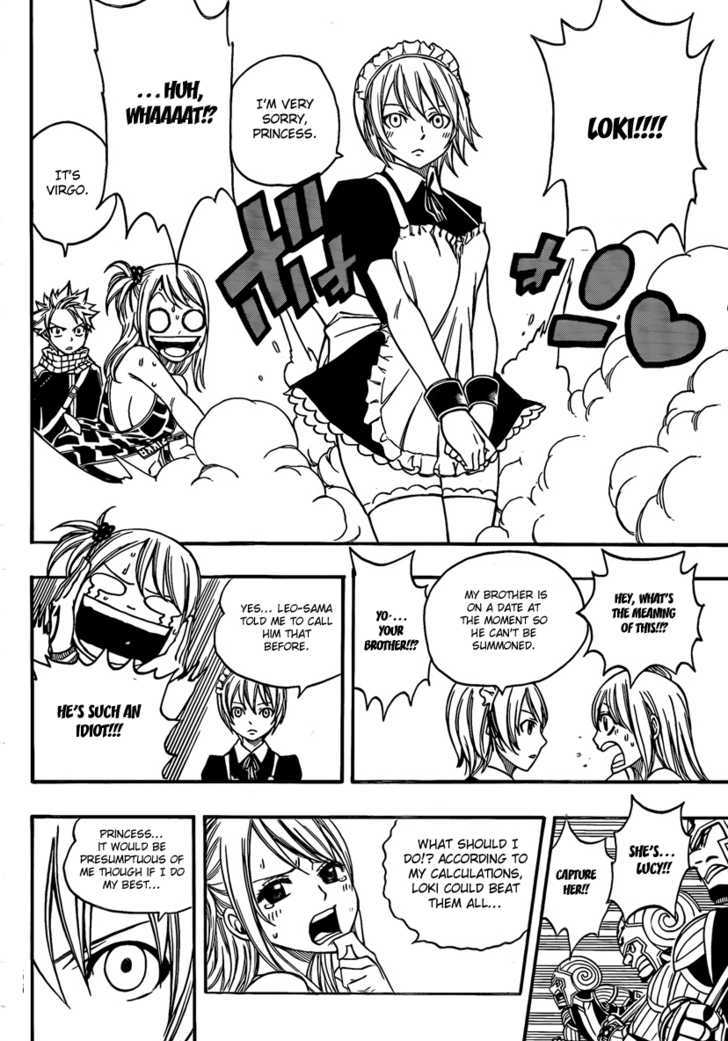 LOKI!!!!
I'M VERY
SORRY,
PRINCESS.
...HUH,
WHAAAAT!?
IT'S
VIRGO.
HEY, WHAT'S
THE MEANING
OF THIS!!?
MY BROTHER IS
ON A DATE AT
THE MOMENT SO
HE CAN'T BE
SUMMONED.
YO-...
YOUR
BROTHER!!?
YES... LEO-SAMA
TOLD ME TO CALL
HIM THAT
BEFORE.
HE'S SUCH AN
IDIOT!!!
SHE'S...
LUCY!!
CAPTURE
HER!!
WHAT SHOULD I
DO!? ACCORDING TO
MY CALCULATIONS,
LOKI COULD BEAT
THEM ALL...
PRINCESS...
IT WOULD BE
PRESUMPTUOUS OF
ME THOUGH IF I DO
MY BEST...